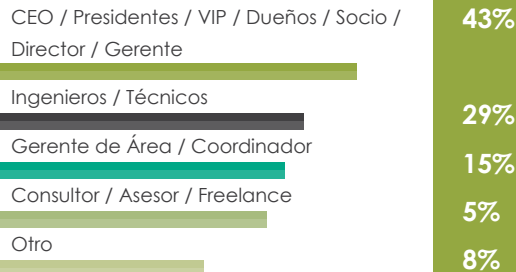 CEO / Presidentes / VIP / Dueños / Socio / 43%
Director / Gerente
Ingenieros / Técnicos 29%
Gerente de Área / Coordinador 15%
Consultor / Asesor / Freelance 5%
Otro 8%